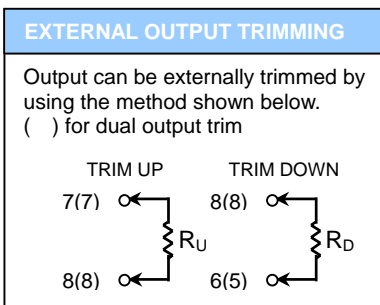 EXTERNAL OUTPUT TRIMMING
Output can be externally trimmed by
using the method shown below.
( ) for dual output trim
TRIM UP TRIM DOWN
7(7) 8(8)
RU RD
8(8) 6(5)